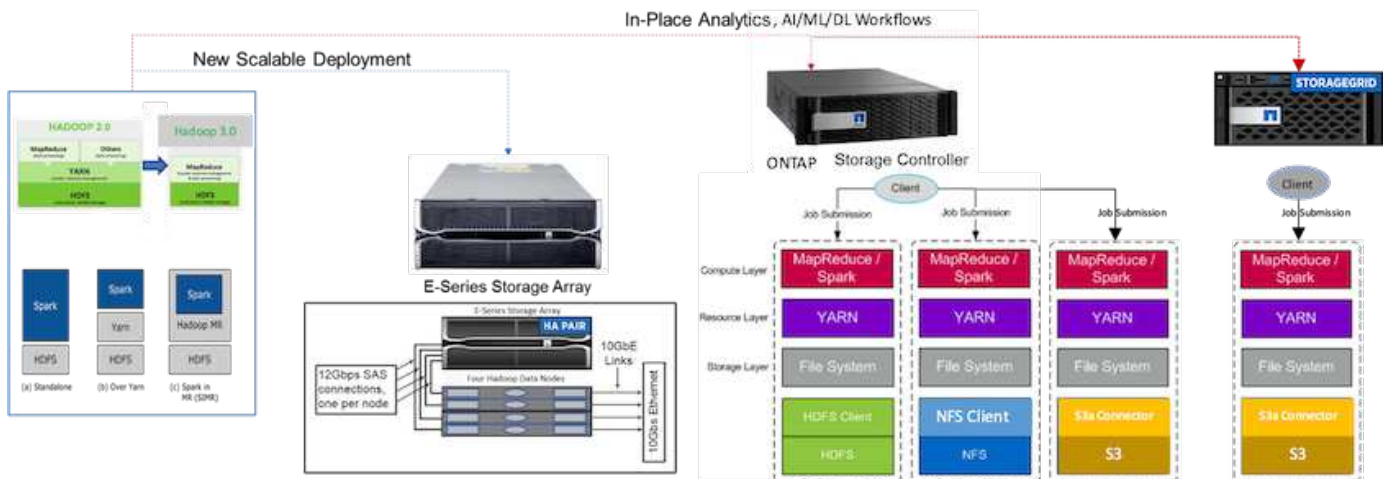 In-Place Analytics, AI/ML/DL Workflows
New Scalable Deployment
HADOOP 2.0
Hadoop 3.0
MapReduce
Others
YARN
HDFS
MapReduce
HDFS
Spark
HDFS
(a) Standalone
Spark
Yarn
HDFS
(b) Over Yarn
Spark
Hadoop MR
HDFS
(c) Spark in
MR (SIMR)
E-Series Storage Array
E-Series Storage Array
HA PAIR
10GbE
Links
12Gbps SAS
connections,
one per node
Four Hadoop Data Nodes
10Gbs Ethernet
ONTAP
Storage Controller
STORAGEGRID
Client
Client
Job Submission
Job Submission
Job Submission
Job Submission
Compute Layer
MapReduce /
Spark
MapReduce /
Spark
MapReduce /
Spark
MapReduce /
Spark
Resource Layer
YARN
YARN
YARN
YARN
Storage Layer
File System
File System
File System
File System
HDFS Client
NFS Client
S3a Connector
S3a Connector
HDFS
NFS
S3
S3